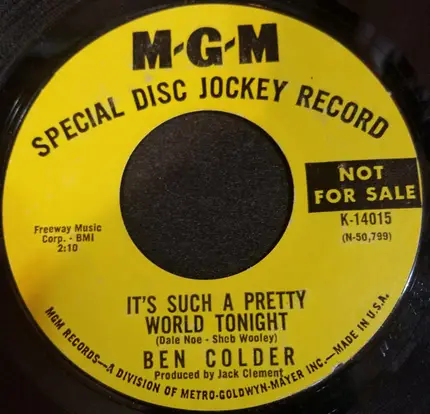 M-G-M
SPECIAL DISC JOCKEY RECORD
NOT
FOR SALE
K-14015
(N-50,799)
Freeway Music
Corp. - BMI
2:10
IT'S SUCH A PRETTY
WORLD TONIGHT
(Dale Noe - Sheb Wooley)
BEN COLDER
Produced by Jack Clement
MGM RECORDS—A DIVISION OF METRO-GOLDWYN-MAYER INC.—MADE IN U.S.A.